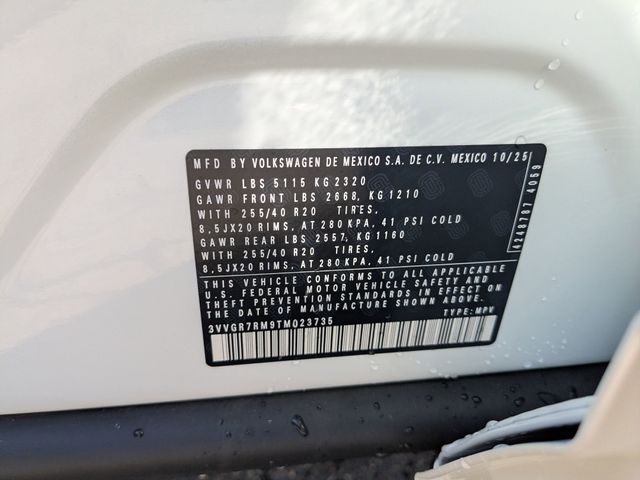 MFD BY VOLKSWAGEN DE MEXICO S.A. DE C.V. MEXICO 10/25
GVWR LBS 5115 KG 2320
GAWR FRONT LBS 2668, KG 1210
WITH 255/40 R20 TIRES,
8,5JX20 RIMS, AT 280 KPA, 41 PSI COLD
GAWR REAR LBS 2557, KG 1160
WITH 255/40 R20 TIRES,
8,5JX20 RIMS, AT 280 KPA, 41 PSI COLD
THIS VEHICLE CONFORMS TO ALL APPLICABLE
U.S. FEDERAL MOTOR VEHICLE SAFETY AND
THEFT PREVENTION STANDARDS IN EFFECT ON
THE DATE OF MANUFACTURE SHOWN ABOVE.
3VVGR7RM9TM023735
TYPE: MPV
4248787 4059